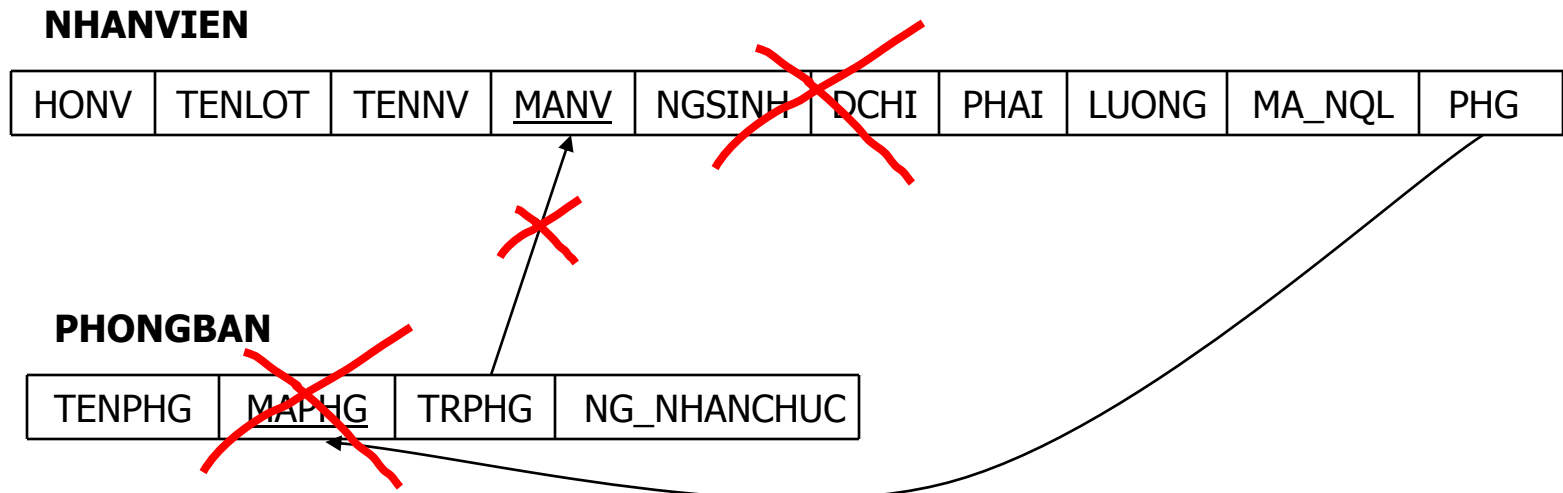 NHANVIEN
HONV TENLOT TENNV MANV NGSINH DCHI PHAI LUONG MA_NQL PHG
PHONGBAN
TENPHG MAPHG TRPHG NG_NHANCHUC